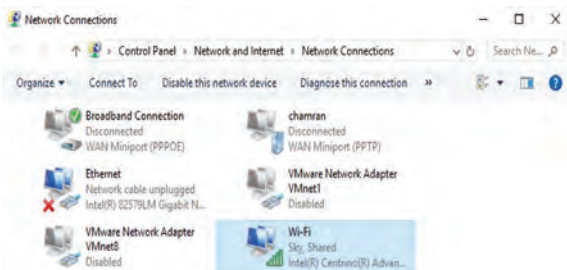 Network Connections
Control Panel › Network and Internet › Network Connections
Search Ne...
Organize
Connect To
Disable this network device
Diagnose this connection
»
Broadband Connection
Disconnected
WAN Miniport (PPPOE)
chamran
Disconnected
WAN Miniport (PPTP)
Ethernet
Network cable unplugged
Intel(R) 82579LM Gigabit N...
VMware Network Adapter
VMnet1
Disabled
VMware Network Adapter
VMnet8
Disabled
Wi-Fi
Sky, Shared
Intel(R) Centrino(R) Advan...